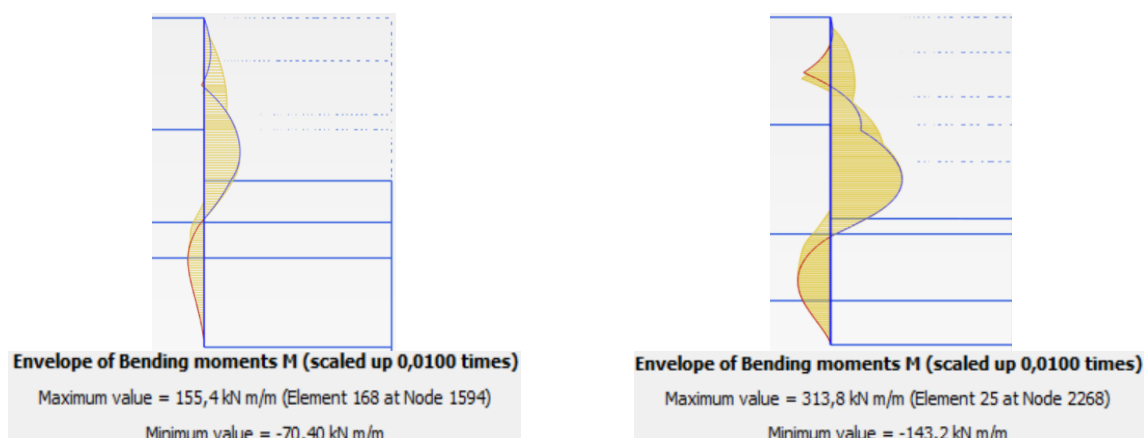 Envelope of Bending moments M (scaled up 0,0100 times)
Maximum value = 155,4 kN m/m (Element 168 at Node 1594)
Minimum value = -70,40 kN m/m
Envelope of Bending moments M (scaled up 0,0100 times)
Maximum value = 313,8 kN m/m (Element 25 at Node 2268)
Minimum value = -143,2 kN m/m